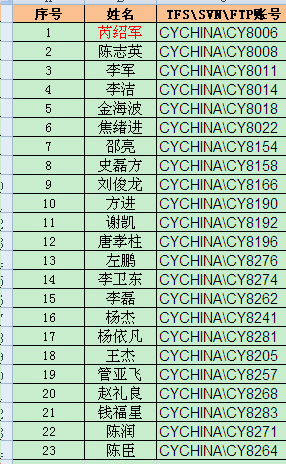 序号 姓名 TFS\SVN\FTP账号
1 芮绍军 CYCHINA\CY8006
2 陈志英 CYCHINA\CY8008
3 李军 CYCHINA\CY8011
4 李洁 CYCHINA\CY8014
5 金海波 CYCHINA\CY8018
6 焦绪进 CYCHINA\CY8022
7 邵亮 CYCHINA\CY8154
8 史磊方 CYCHINA\CY8158
9 刘俊龙 CYCHINA\CY8166
10 方进 CYCHINA\CY8190
11 谢凯 CYCHINA\CY8192
12 唐孝柱 CYCHINA\CY8196
13 左鹏 CYCHINA\CY8276
14 李卫东 CYCHINA\CY8274
15 李磊 CYCHINA\CY8262
16 杨杰 CYCHINA\CY8241
17 杨依凡 CYCHINA\CY8281
18 王杰 CYCHINA\CY8205
19 管亚飞 CYCHINA\CY8257
20 赵礼良 CYCHINA\CY8268
21 钱福星 CYCHINA\CY8283
22 陈润 CYCHINA\CY8271
23 陈臣 CYCHINA\CY8264